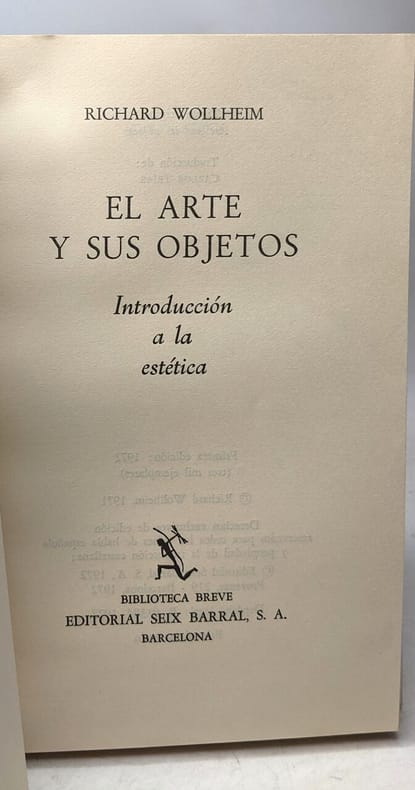 RICHARD WOLLHEIM
EL ARTE
Y SUS OBJETOS
Introducción
a la
estética
BIBLIOTECA BREVE
EDITORIAL SEIX BARRAL, S. A.
BARCELONA